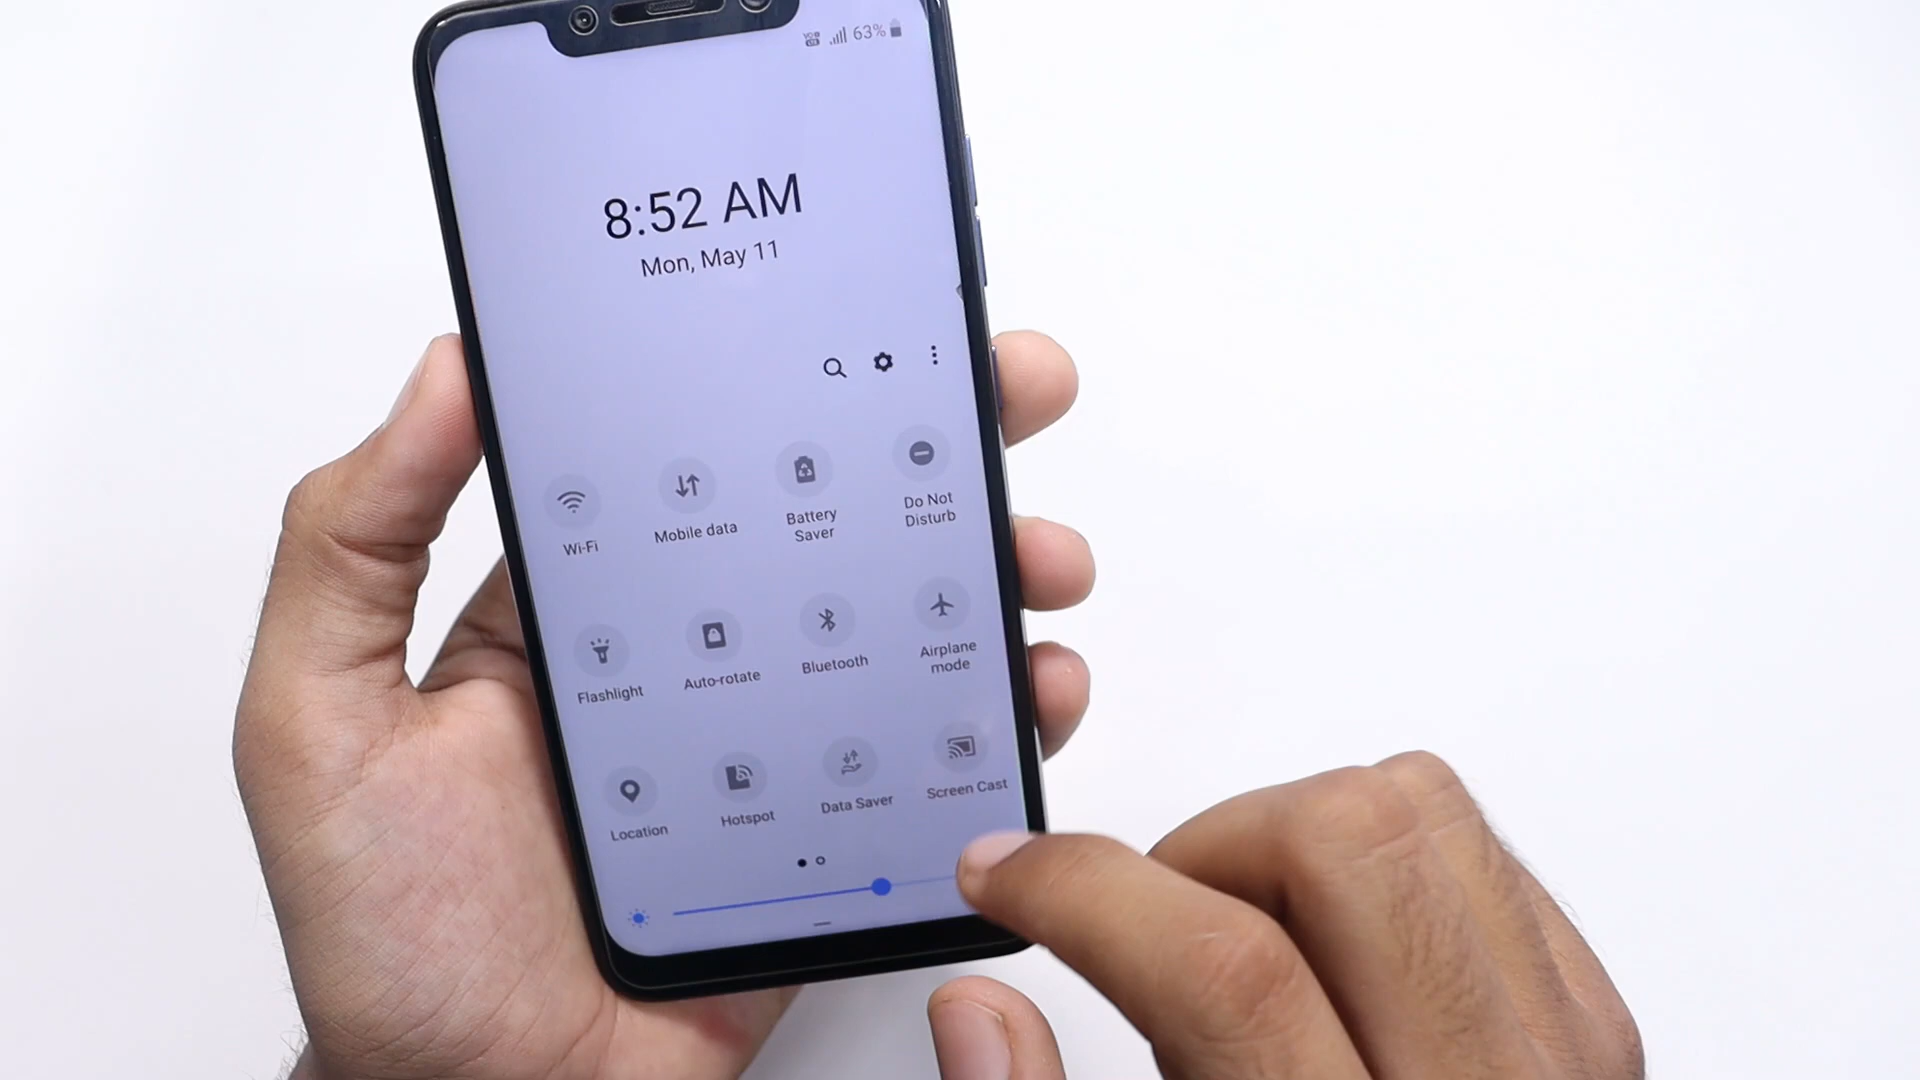 63%
8:52 AM
Mon, May 11
Wi-Fi
Mobile data
Battery
Saver
Do Not
Disturb
Flashlight
Auto-rotate
Bluetooth
Airplane
mode
Location
Hotspot
Data Saver
Screen Cast